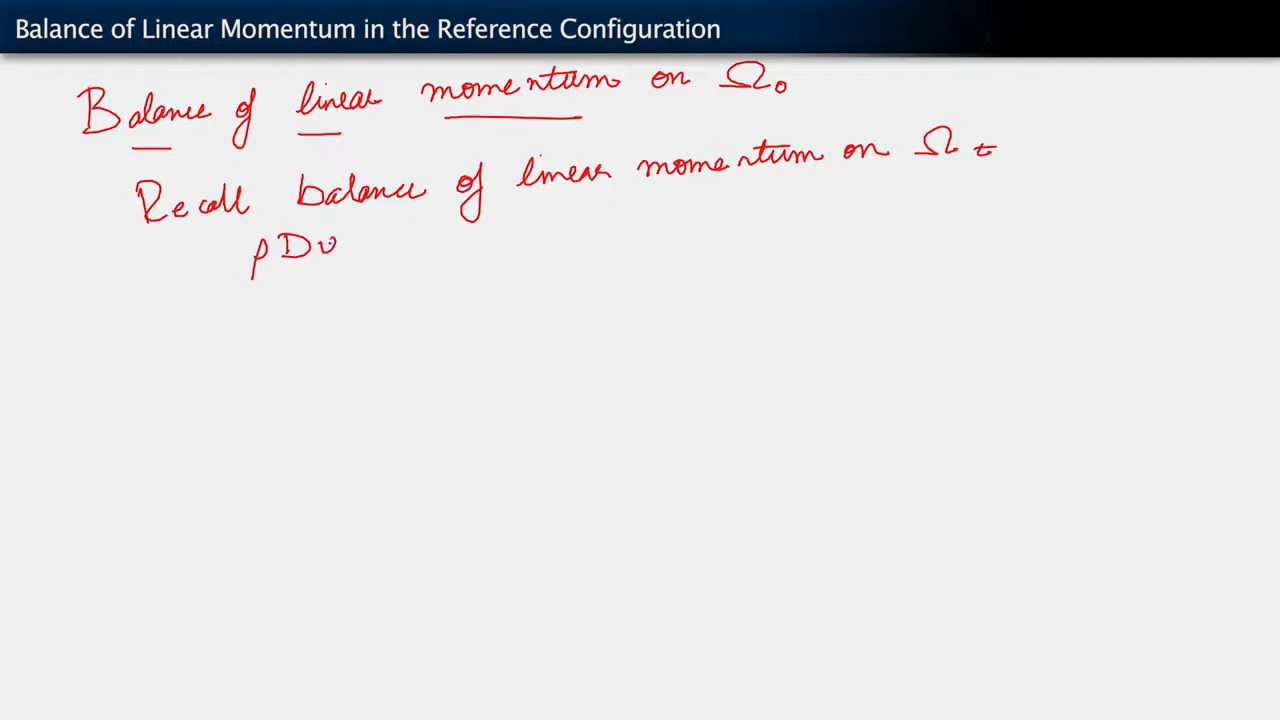 Balance of Linear Momentum in the Reference Configuration
Balance of linear momentum on Ω₀
Recall balance of linear momentum on Ωₜ
ρDv